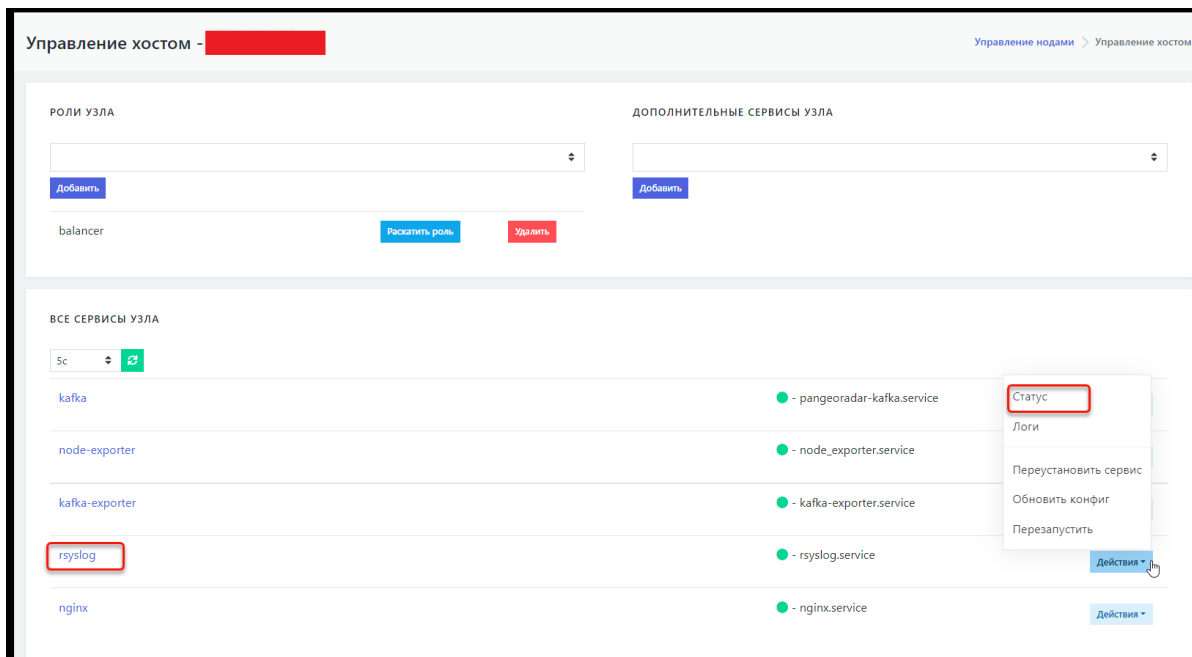 Управление хостом -
Управление нодами > Управление хостом
РОЛИ УЗЛА
ДОПОЛНИТЕЛЬНЫЕ СЕРВИСЫ УЗЛА
Добавить
Добавить
balancer
Раскатить роль
Удалить
ВСЕ СЕРВИСЫ УЗЛА
5с
kafka
- pangeoradar-kafka.service
node-exporter
- node_exporter.service
kafka-exporter
- kafka-exporter.service
rsyslog
- rsyslog.service
nginx
- nginx.service
Статус
Логи
Переустановить сервис
Обновить конфиг
Перезапустить
Действия
Действия